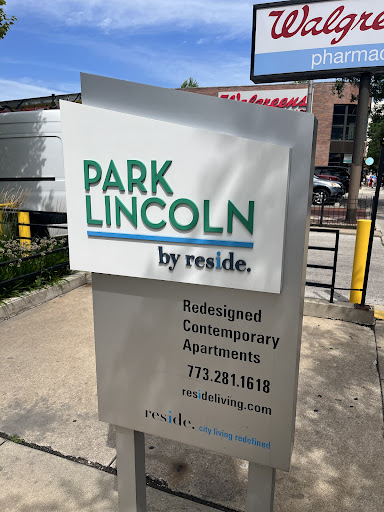 Walgre
pharmac
Walgreens
PARK
LINCOLN
by reside.
Redesigned
Contemporary
Apartments
773.281.1618
resideliving.com
reside. city living redefined